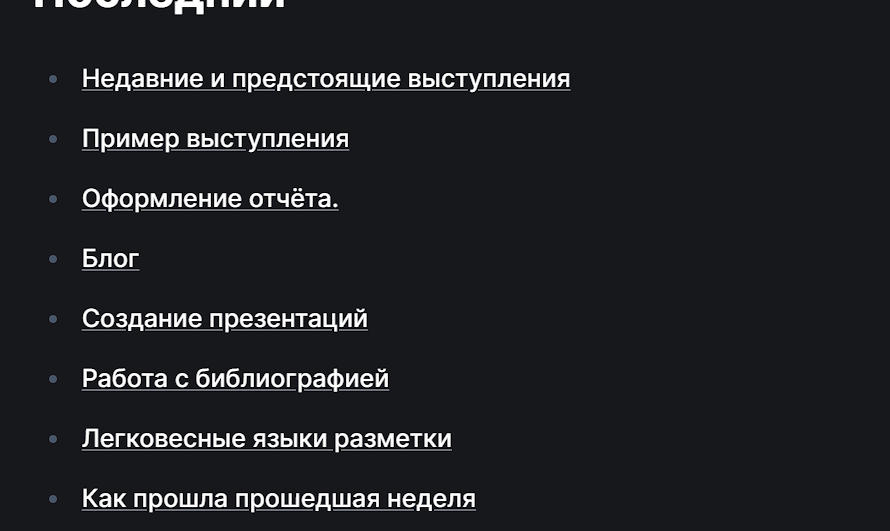 Последний
Недавние и предстоящие выступления
Пример выступления
Оформление отчёта.
Блог
Создание презентаций
Работа с библиографией
Легковесные языки разметки
Как прошла прошедшая неделя